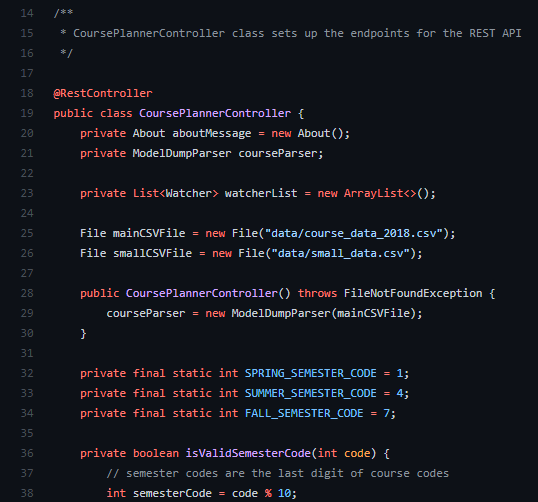 14 /**
15  * CoursePlannerController class sets up the endpoints for the REST API
16  */
17
18 @RestController
19 public class CoursePlannerController {
20     private About aboutMessage = new About();
21     private ModelDumpParser courseParser;
22
23     private List<Watcher> watcherList = new ArrayList<>();
24
25     File mainCSVFile = new File("data/course_data_2018.csv");
26     File smallCSVFile = new File("data/small_data.csv");
27
28     public CoursePlannerController() throws FileNotFoundException {
29         courseParser = new ModelDumpParser(mainCSVFile);
30     }
31
32     private final static int SPRING_SEMESTER_CODE = 1;
33     private final static int SUMMER_SEMESTER_CODE = 4;
34     private final static int FALL_SEMESTER_CODE = 7;
35
36     private boolean isValidSemesterCode(int code) {
37         // semester codes are the last digit of course codes
38         int semesterCode = code % 10;